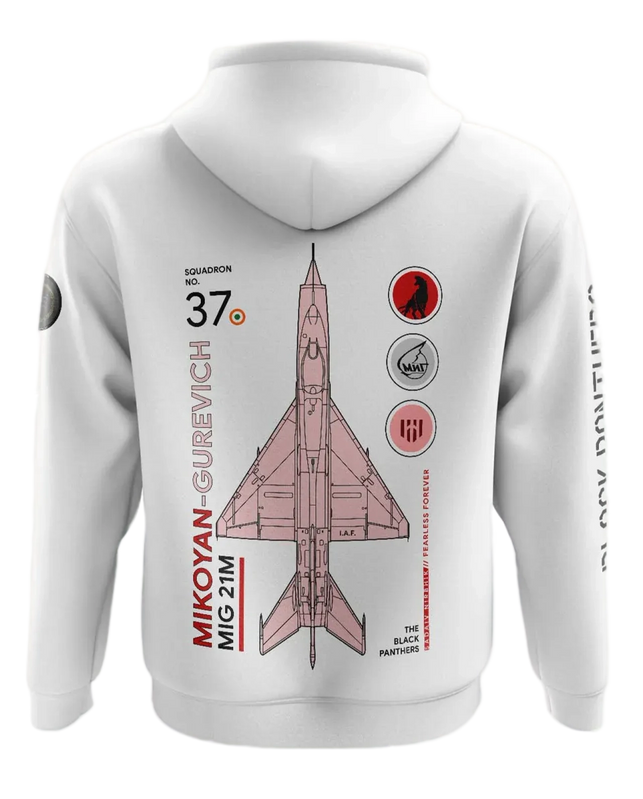 SQUADRON
NO.
37
MIKOYAN-GUREVICH
MIG 21M
МиГ
I.A.F.
// FEARLESS FOREVER
THE
BLACK
PANTHERS